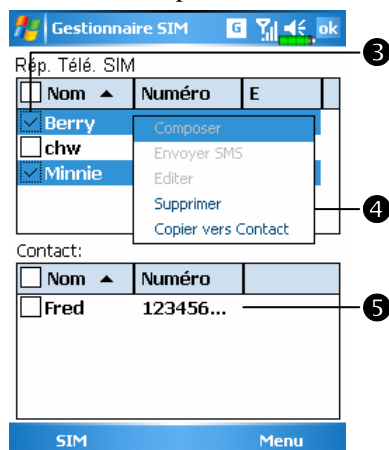 Gestionnaire SIM G ok
3
Rép. Télé. SIM
Nom ▲ Numéro E
Berry
chw
Minnie
Composer
Envoyer SMS
Editer
Supprimer
Copier vers Contact
4
Contact:
Nom ▲ Numéro
Fred 123456...
5
SIM Menu